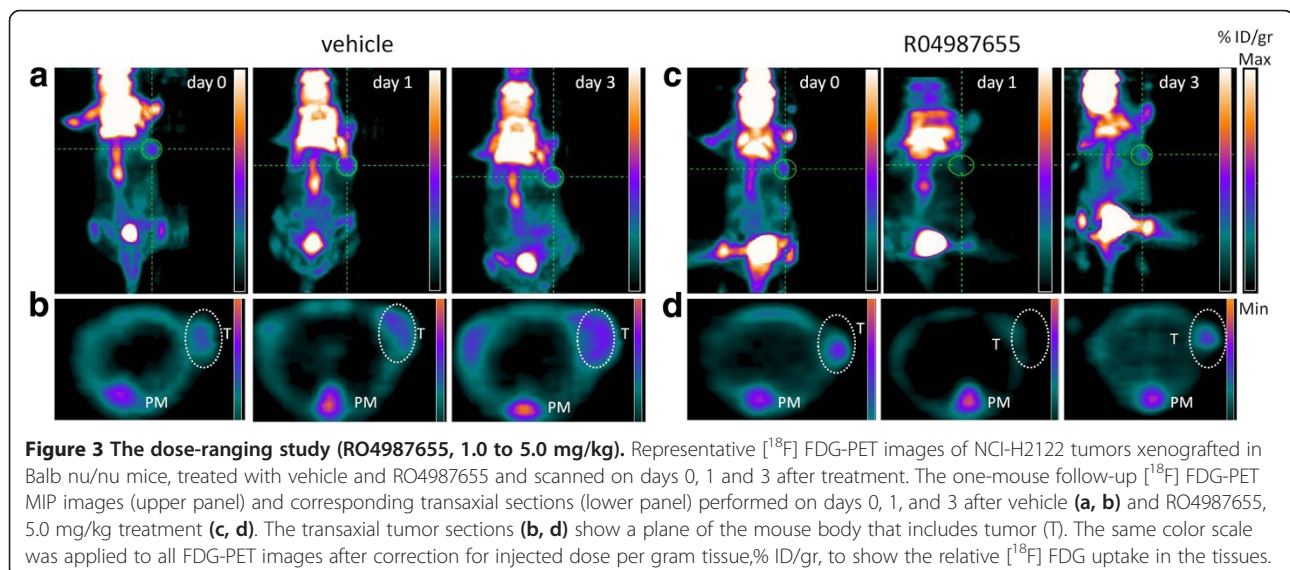 vehicle
RO4987655
% ID/gr
Max
a
day 0
day 1
day 3
c
day 0
day 1
day 3
Min
b
T
PM
T
PM
T
PM
d
T
PM
T
PM
T
PM
Figure 3 The dose-ranging study (RO4987655, 1.0 to 5.0 mg/kg). Representative [18F] FDG-PET images of NCI-H2122 tumors xenografted in
Balb nu/nu mice, treated with vehicle and RO4987655 and scanned on days 0, 1 and 3 after treatment. The one-mouse follow-up [18F] FDG-PET
MIP images (upper panel) and corresponding transaxial sections (lower panel) performed on days 0, 1, and 3 after vehicle (a, b) and RO4987655,
5.0 mg/kg treatment (c, d). The transaxial tumor sections (b, d) show a plane of the mouse body that includes tumor (T). The same color scale
was applied to all FDG-PET images after correction for injected dose per gram tissue,% ID/gr, to show the relative [18F] FDG uptake in the tissues.